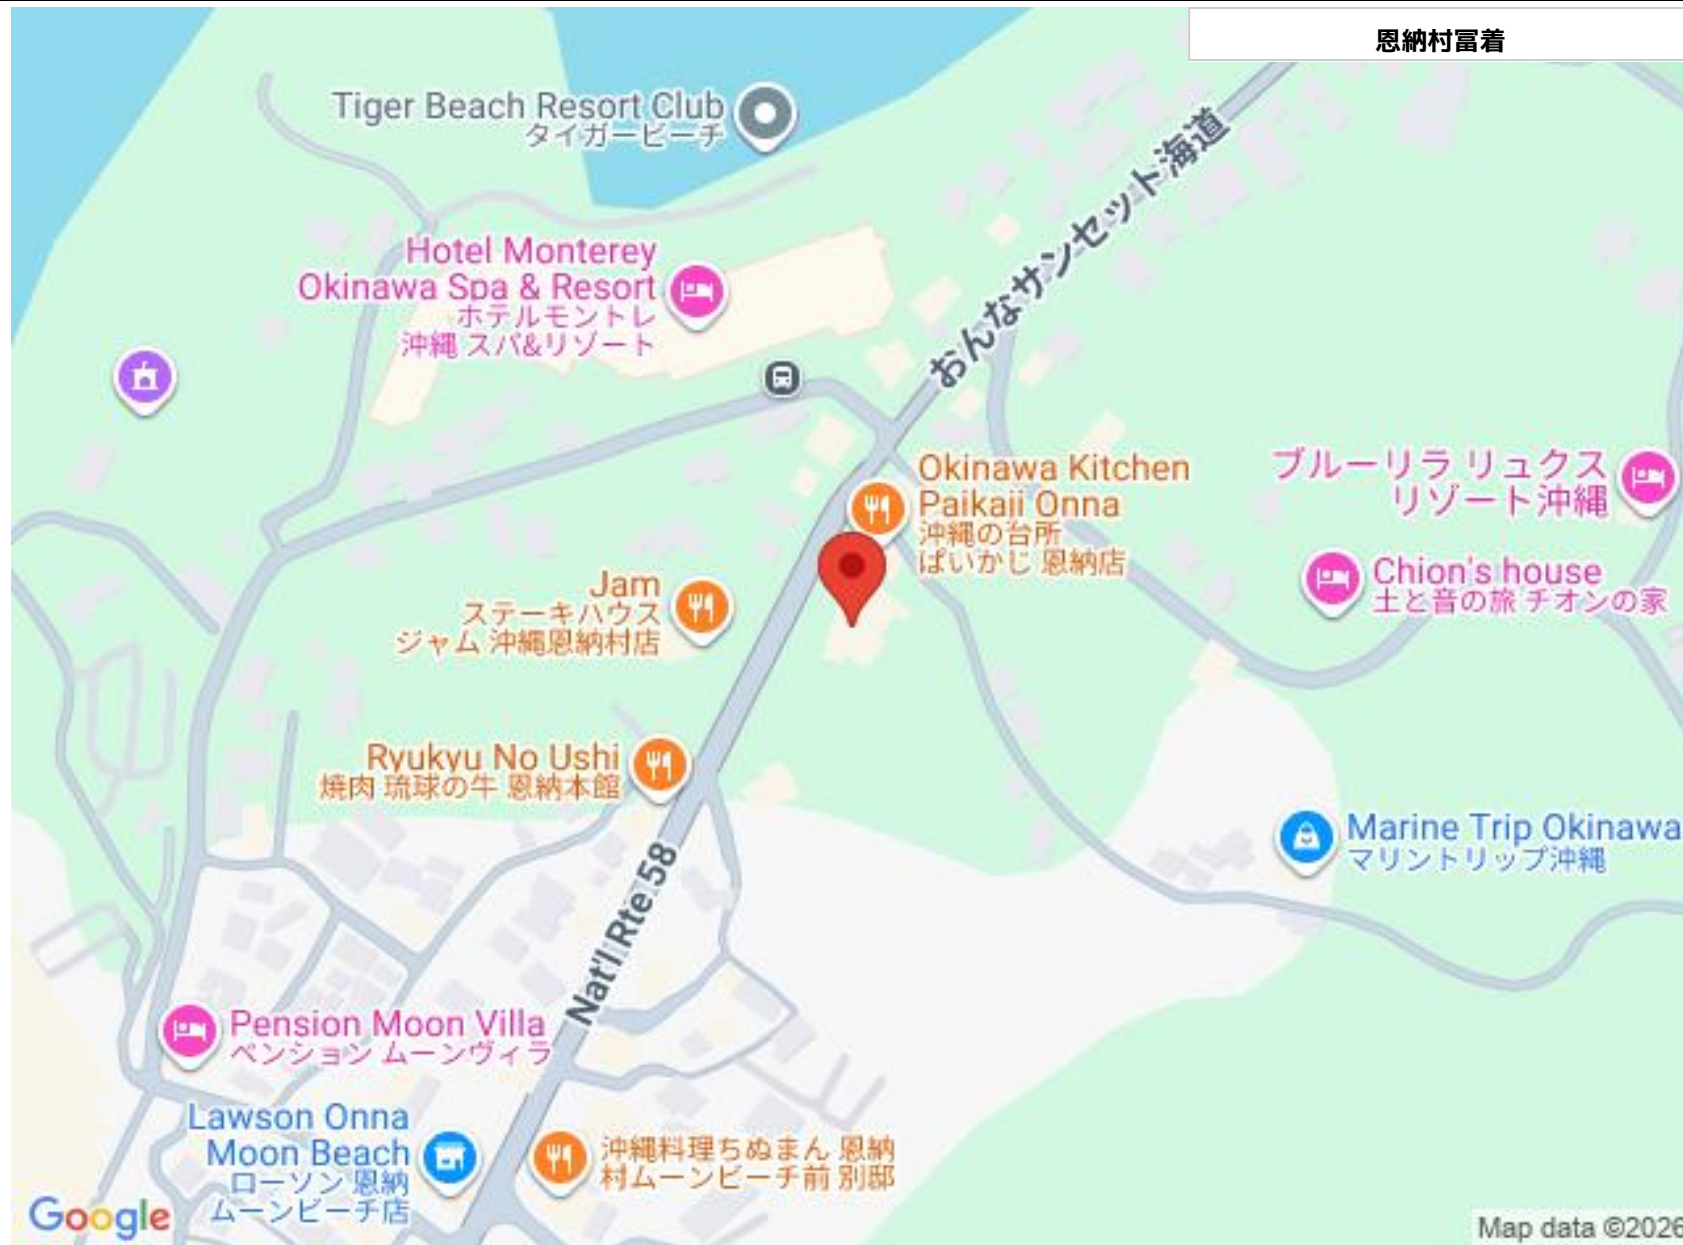 恩納村冨着
Tiger Beach Resort Club
タイガービーチ
おんなサンセット海道
Hotel Monterey
Okinawa Spa & Resort
ホテルモントレ
沖縄 スパ&リゾート
Okinawa Kitchen
Paikaji Onna
沖縄の台所
ぱいかじ 恩納店
ブルーリラ リュクス
リゾート沖縄
Chion's house
土と音の旅 チオンの家
Jam
ステーキハウス
ジャム 沖縄恩納村店
Ryukyu No Ushi
焼肉 琉球の牛 恩納本館
Marine Trip Okinawa
マリントリップ沖縄
Nat'l Rte 58
Pension Moon Villa
ペンション ムーンヴィラ
Lawson Onna
Moon Beach
ローソン 恩納
ムーンビーチ店
沖縄料理ちぬまん 恩納
村ムーンビーチ前 別邸
Google
Map data ©2026